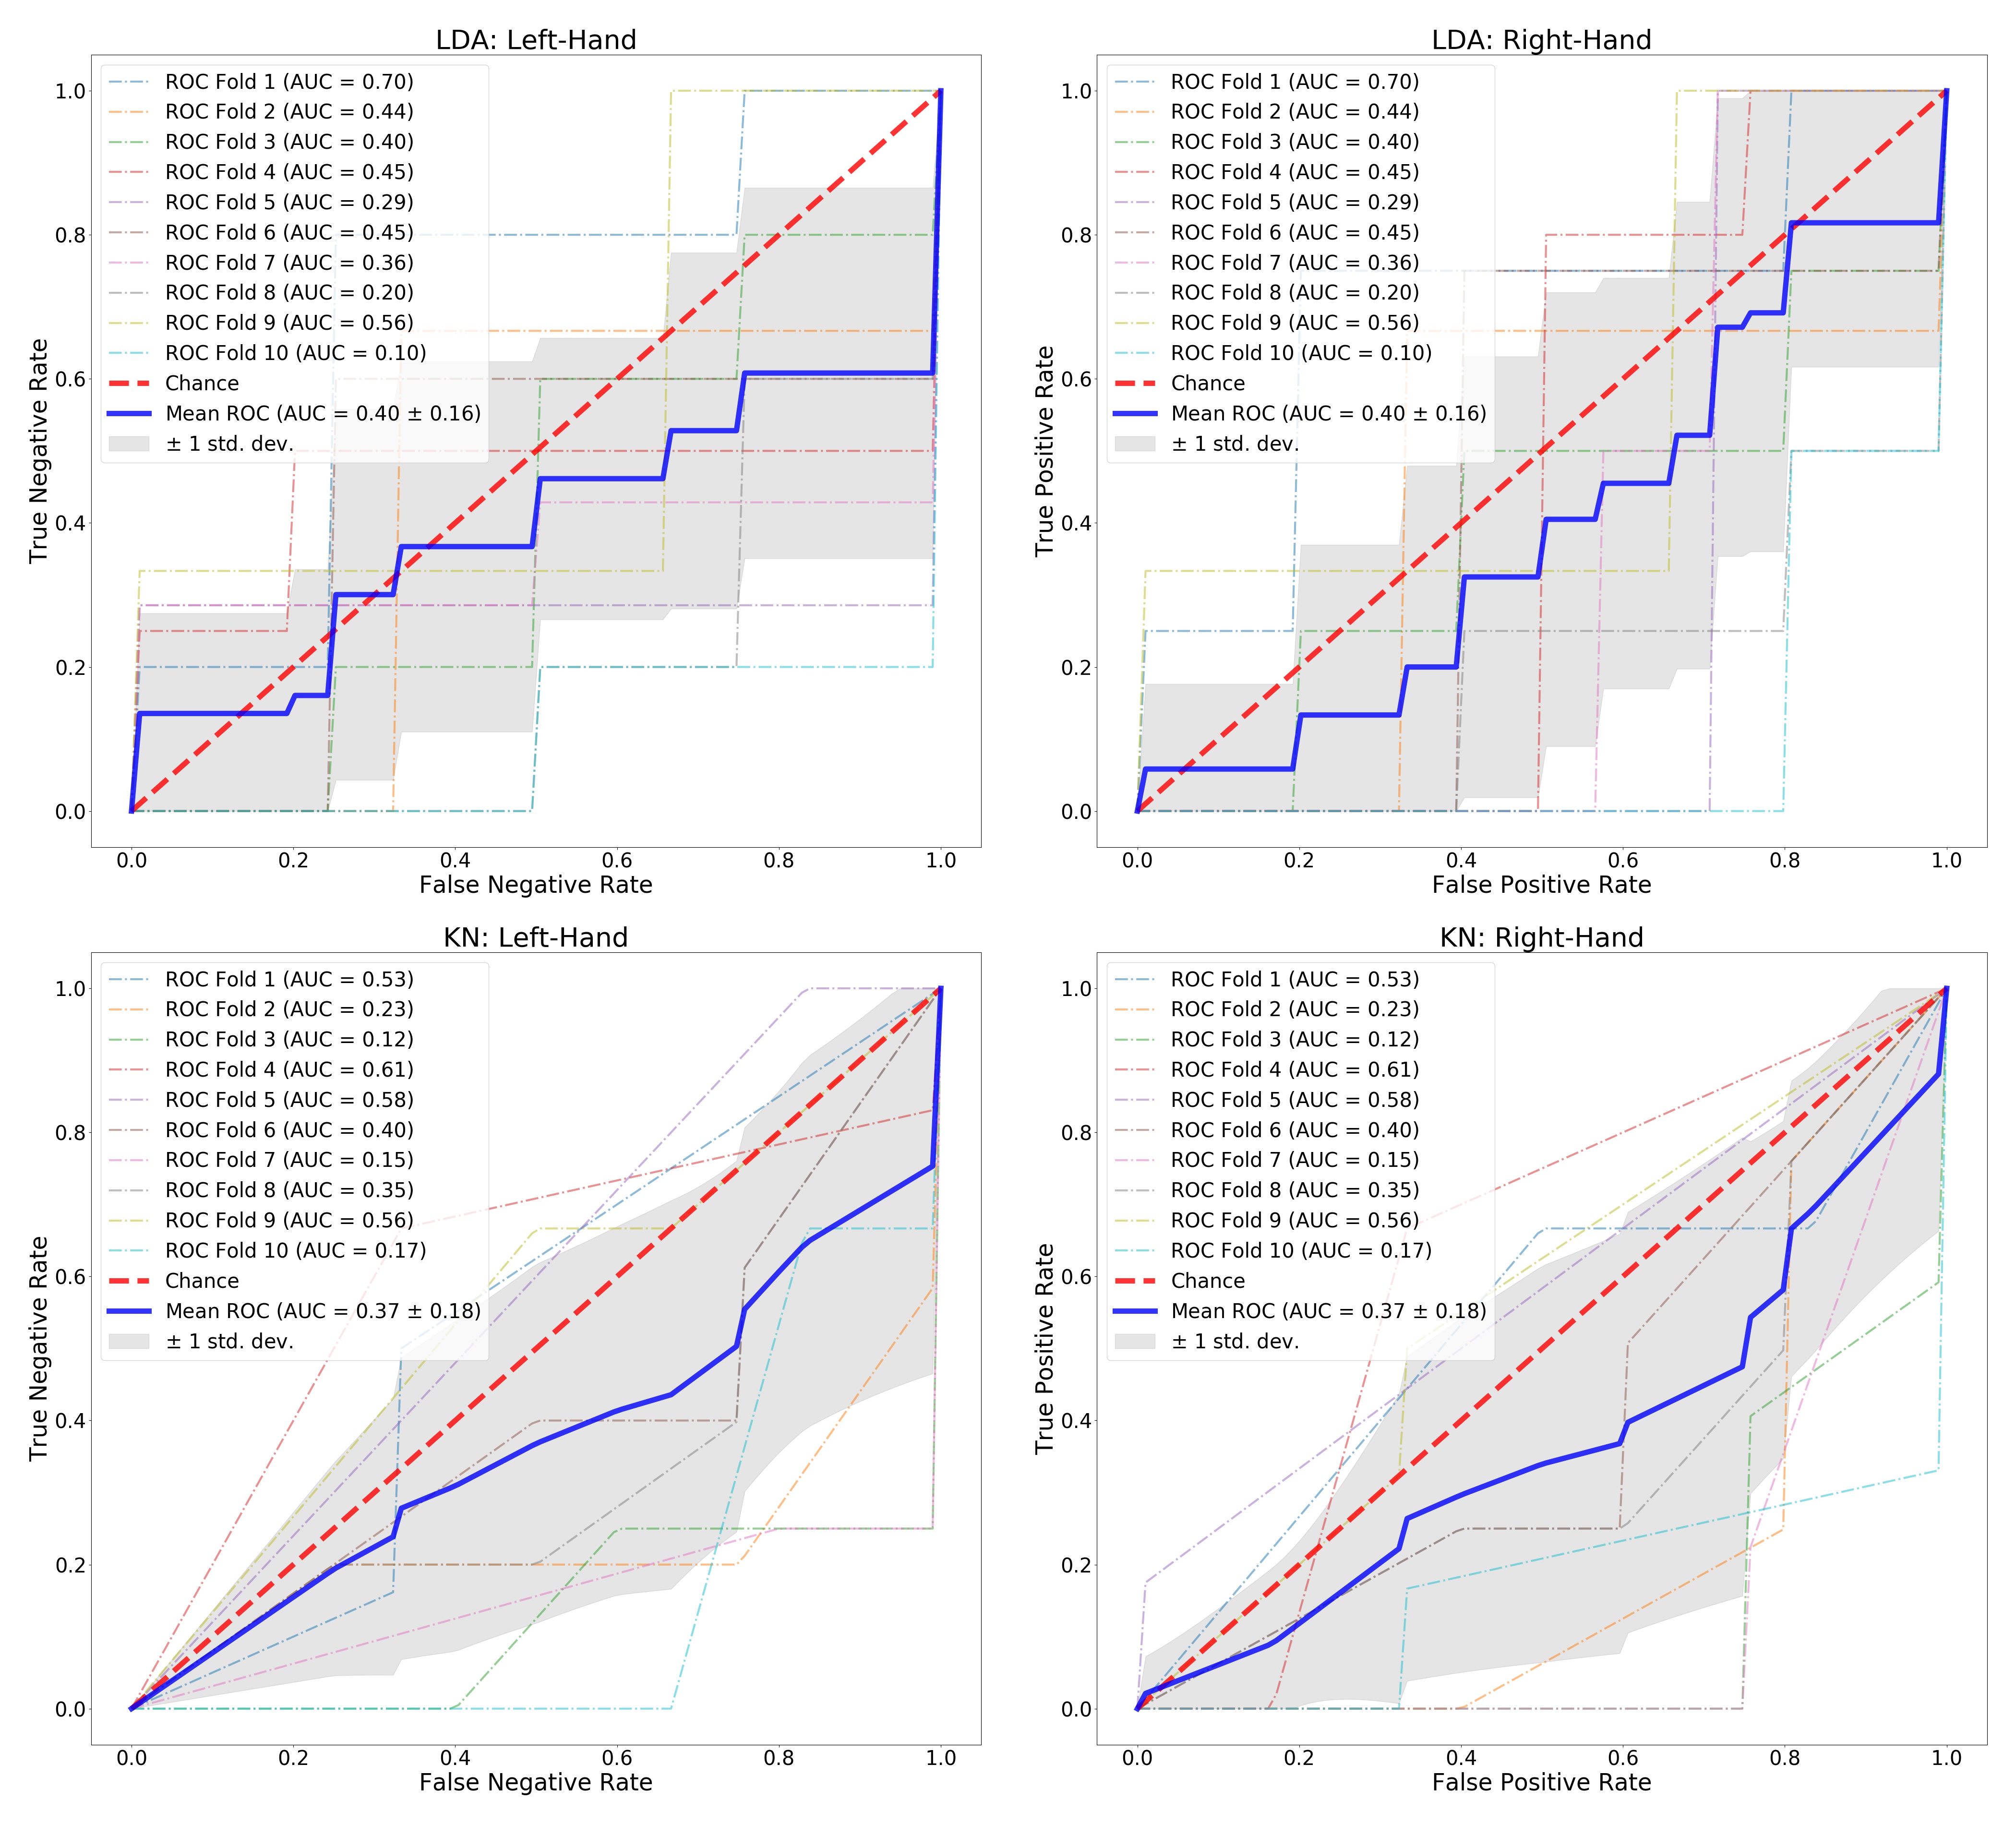 LDA: Left-Hand
ROC Fold 1 (AUC = 0.70)
ROC Fold 2 (AUC = 0.44)
ROC Fold 3 (AUC = 0.40)
ROC Fold 4 (AUC = 0.45)
ROC Fold 5 (AUC = 0.29)
ROC Fold 6 (AUC = 0.45)
ROC Fold 7 (AUC = 0.36)
ROC Fold 8 (AUC = 0.20)
ROC Fold 9 (AUC = 0.56)
ROC Fold 10 (AUC = 0.10)
Chance
Mean ROC (AUC = 0.40 ± 0.16)
± 1 std. dev.
True Negative Rate
1.0
0.8
0.6
0.4
0.2
0.0
0.0 0.2 0.4 0.6 0.8 1.0
False Negative Rate
LDA: Right-Hand
ROC Fold 1 (AUC = 0.70)
ROC Fold 2 (AUC = 0.44)
ROC Fold 3 (AUC = 0.40)
ROC Fold 4 (AUC = 0.45)
ROC Fold 5 (AUC = 0.29)
ROC Fold 6 (AUC = 0.45)
ROC Fold 7 (AUC = 0.36)
ROC Fold 8 (AUC = 0.20)
ROC Fold 9 (AUC = 0.56)
ROC Fold 10 (AUC = 0.10)
Chance
Mean ROC (AUC = 0.40 ± 0.16)
± 1 std. dev.
True Positive Rate
1.0
0.8
0.6
0.4
0.2
0.0
0.0 0.2 0.4 0.6 0.8 1.0
False Positive Rate
KN: Left-Hand
ROC Fold 1 (AUC = 0.53)
ROC Fold 2 (AUC = 0.23)
ROC Fold 3 (AUC = 0.12)
ROC Fold 4 (AUC = 0.61)
ROC Fold 5 (AUC = 0.58)
ROC Fold 6 (AUC = 0.40)
ROC Fold 7 (AUC = 0.15)
ROC Fold 8 (AUC = 0.35)
ROC Fold 9 (AUC = 0.56)
ROC Fold 10 (AUC = 0.17)
Chance
Mean ROC (AUC = 0.37 ± 0.18)
± 1 std. dev.
True Negative Rate
1.0
0.8
0.6
0.4
0.2
0.0
0.0 0.2 0.4 0.6 0.8 1.0
False Negative Rate
KN: Right-Hand
ROC Fold 1 (AUC = 0.53)
ROC Fold 2 (AUC = 0.23)
ROC Fold 3 (AUC = 0.12)
ROC Fold 4 (AUC = 0.61)
ROC Fold 5 (AUC = 0.58)
ROC Fold 6 (AUC = 0.40)
ROC Fold 7 (AUC = 0.15)
ROC Fold 8 (AUC = 0.35)
ROC Fold 9 (AUC = 0.56)
ROC Fold 10 (AUC = 0.17)
Chance
Mean ROC (AUC = 0.37 ± 0.18)
± 1 std. dev.
True Positive Rate
1.0
0.8
0.6
0.4
0.2
0.0
0.0 0.2 0.4 0.6 0.8 1.0
False Positive Rate